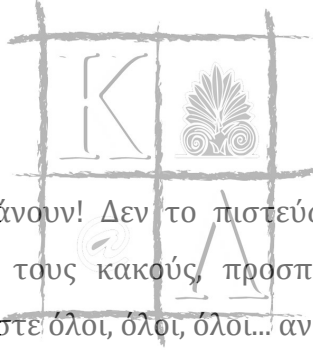 Κ
άνουν! Δεν το πιστεύ
τους κακούς, προσπ
στε όλοι, όλοι, όλοι... αν
Λ